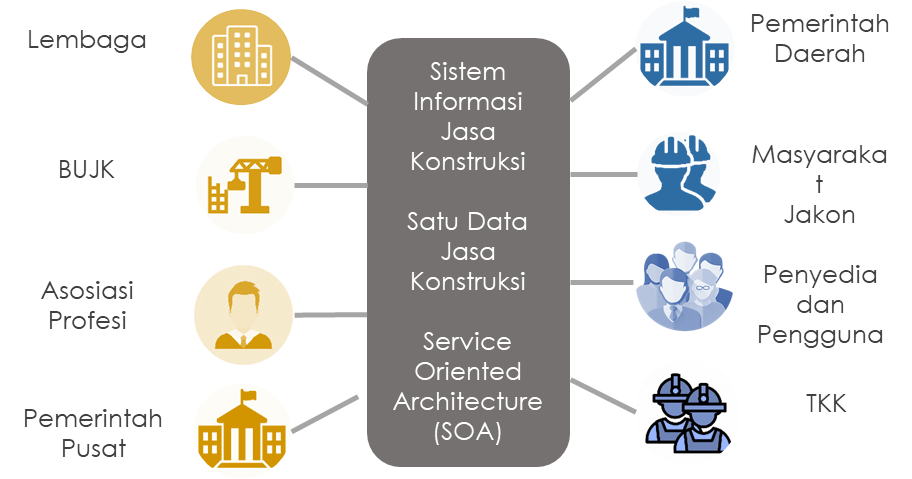 Lembaga
BUJK
Asosiasi
Profesi
Pemerintah
Pusat
Sistem
Informasi
Jasa
Konstruksi
Satu Data
Jasa
Konstruksi
Service
Oriented
Architecture
(SOA)
Pemerintah
Daerah
Masyaraka
t
Jakon
Penyedia
dan
Pengguna
TKK